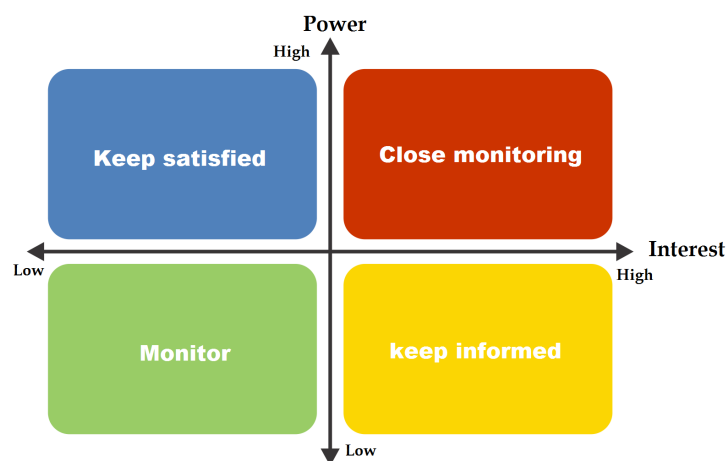 Power
High
Keep satisfied
Close monitoring
Interest
Low
High
Monitor
keep informed
Low